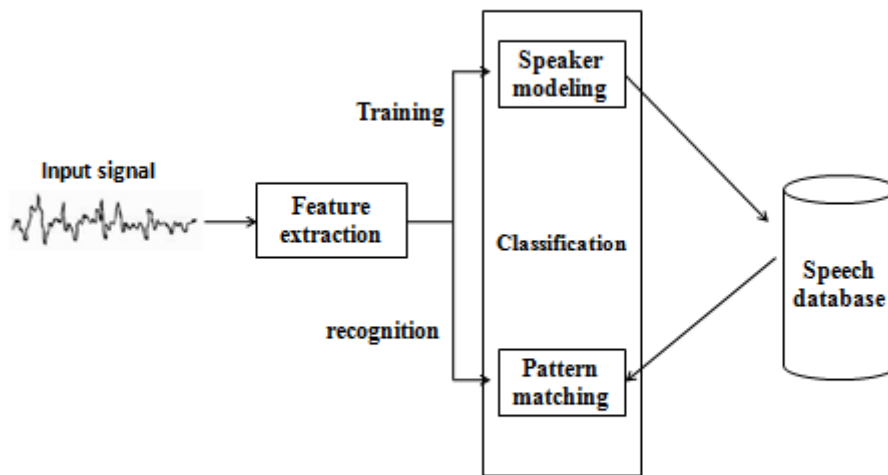 Speaker
modeling
Training
Input signal
Feature
extraction
Classification
Speech
database
recognition
Pattern
matching